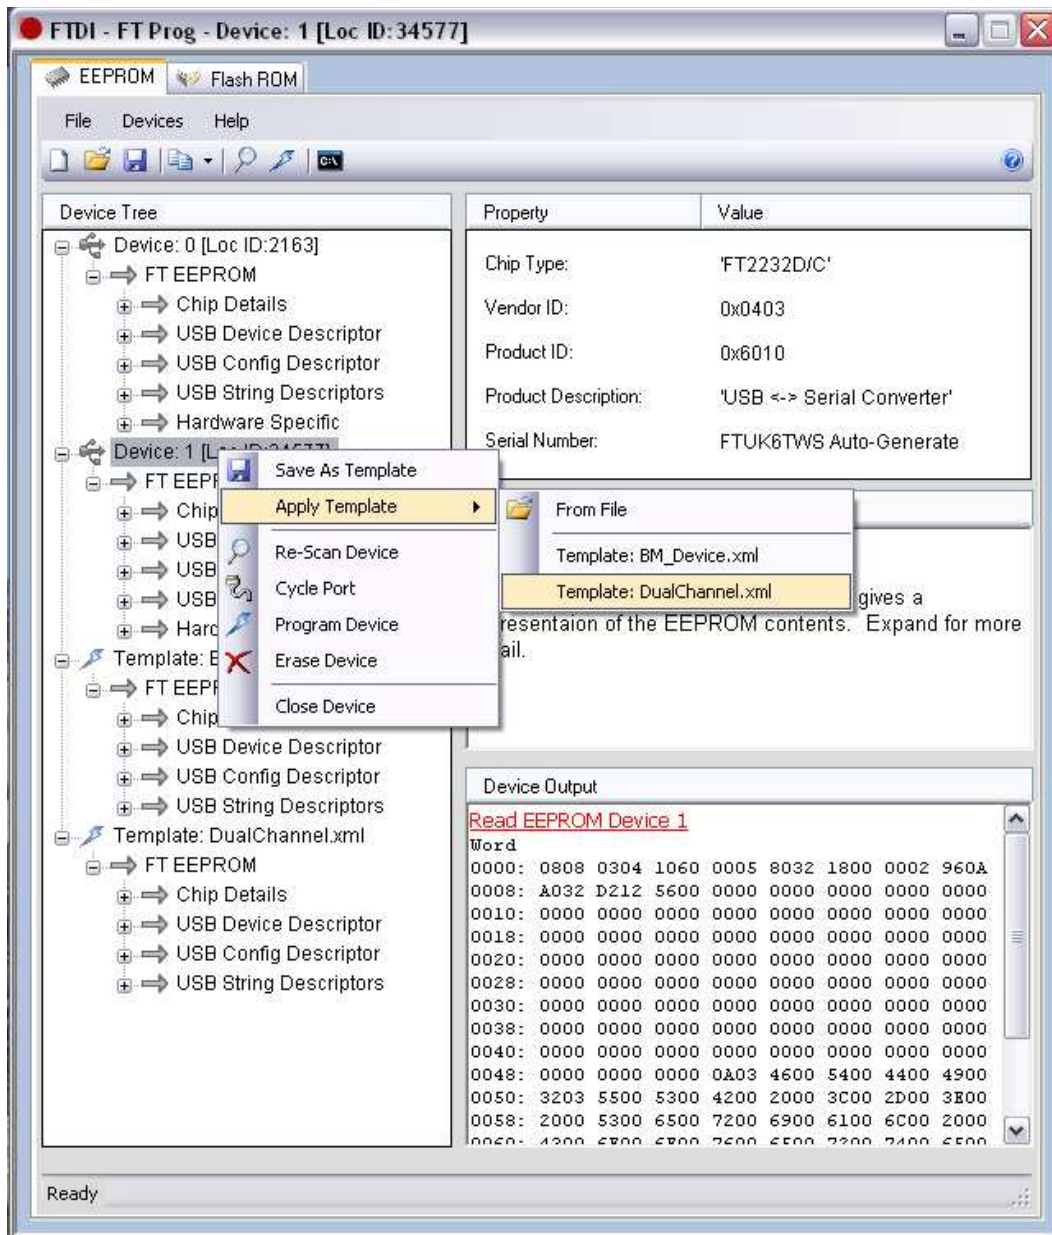 FTDI - FT Prog - Device: 1 [Loc ID:34577]
EEPROM
Flash ROM
File Devices Help
Device Tree
Device: 0 [Loc ID:2163]
FT EEPROM
Chip Details
USB Device Descriptor
USB Config Descriptor
USB String Descriptors
Hardware Specific
Device: 1 [L
FT EEP
Chip
USB
USB
USB
Hard
Template: B
FT EEP
Chip
USB Device Descriptor
USB Config Descriptor
USB String Descriptors
Template: DualChannel.xml
FT EEPROM
Chip Details
USB Device Descriptor
USB Config Descriptor
USB String Descriptors
Save As Template
Apply Template
Re-Scan Device
Cycle Port
Program Device
Erase Device
Close Device
From File
Template: BM_Device.xml
Template: DualChannel.xml
Property Value
Chip Type: 'FT2232D/C'
Vendor ID: 0x0403
Product ID: 0x6010
Product Description: 'USB <-> Serial Converter'
Serial Number: FTUK6TWS Auto-Generate
gives a
resentaion of the EEPROM contents. Expand for more
ail.
Device Output
Read EEPROM Device 1
Word
0000: 0808 0304 1060 0005 8032 1800 0002 960A
0008: A032 D212 5600 0000 0000 0000 0000 0000
0010: 0000 0000 0000 0000 0000 0000 0000 0000
0018: 0000 0000 0000 0000 0000 0000 0000 0000
0020: 0000 0000 0000 0000 0000 0000 0000 0000
0028: 0000 0000 0000 0000 0000 0000 0000 0000
0030: 0000 0000 0000 0000 0000 0000 0000 0000
0038: 0000 0000 0000 0000 0000 0000 0000 0000
0040: 0000 0000 0000 0000 0000 0000 0000 0000
0048: 0000 0000 0000 0A03 4600 5400 4400 4900
0050: 3203 5500 5300 4200 2000 3C00 2D00 3E00
0058: 2000 5300 6500 7200 6900 6100 6C00 2000
Ready